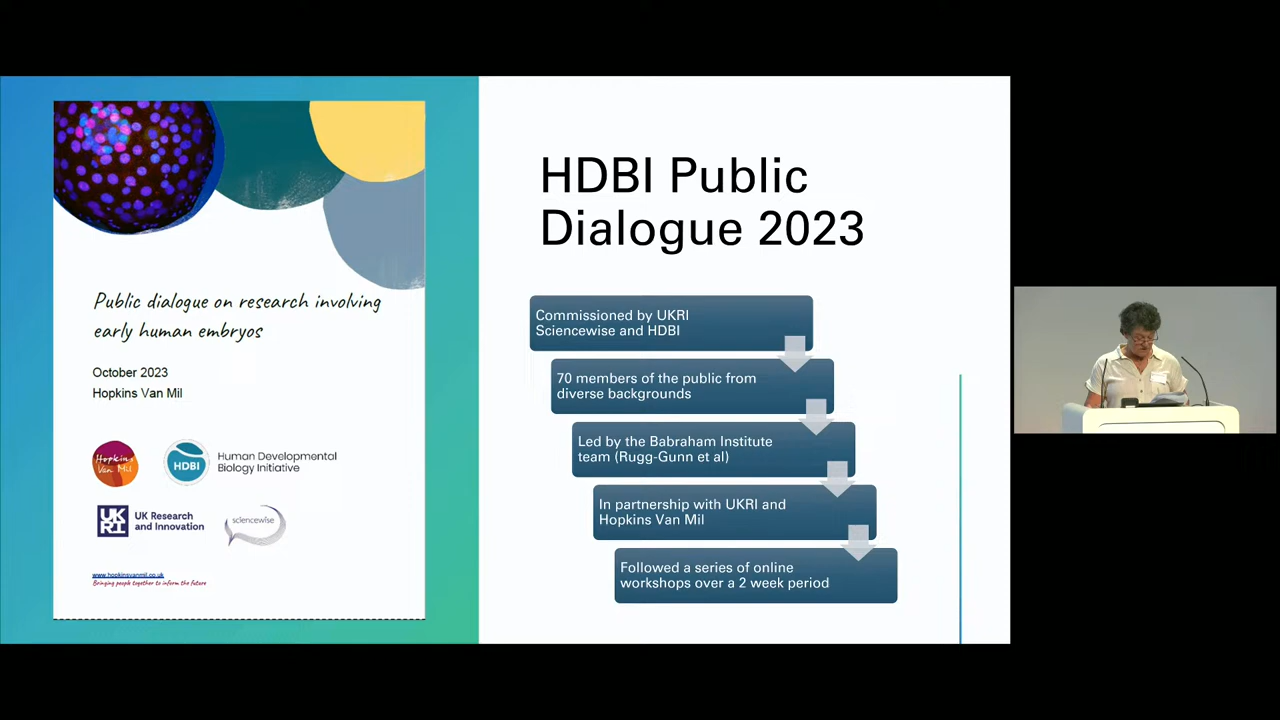 Public dialogue on research involving
early human embryos
October 2023
Hopkins Van Mil
Hopkins
Van Mil
HDBI
Human Developmental
Biology Initiative
UK
RI
UK Research
and Innovation
sciencewise
www.hopkinsvanmil.co.uk
Bringing people together to inform the future
HDBI Public
Dialogue 2023
Commissioned by UKRI
Sciencewise and HDBI
70 members of the public from
diverse backgrounds
Led by the Babraham Institute
team (Rugg-Gunn et al)
In partnership with UKRI and
Hopkins Van Mil
Followed a series of online
workshops over a 2 week period